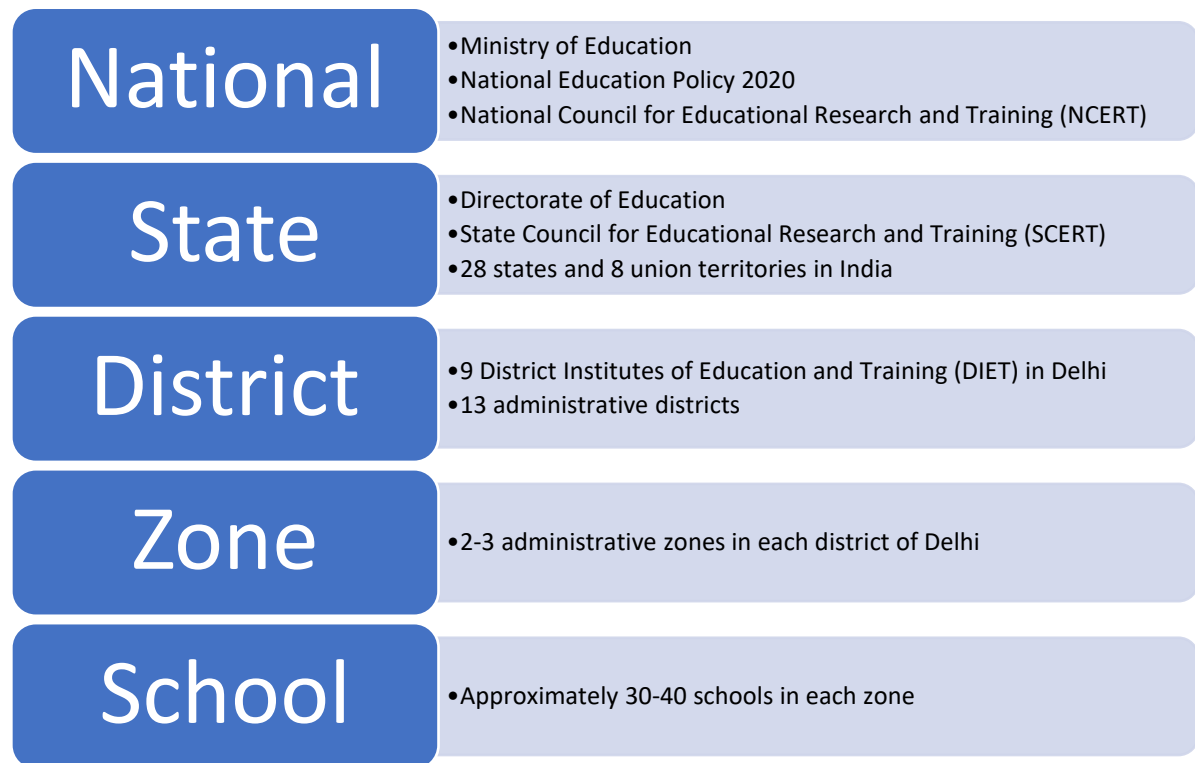 National
•Ministry of Education
•National Education Policy 2020
•National Council for Educational Research and Training (NCERT)
State
•Directorate of Education
•State Council for Educational Research and Training (SCERT)
•28 states and 8 union territories in India
District
•9 District Institutes of Education and Training (DIET) in Delhi
•13 administrative districts
Zone
•2-3 administrative zones in each district of Delhi
School
•Approximately 30-40 schools in each zone